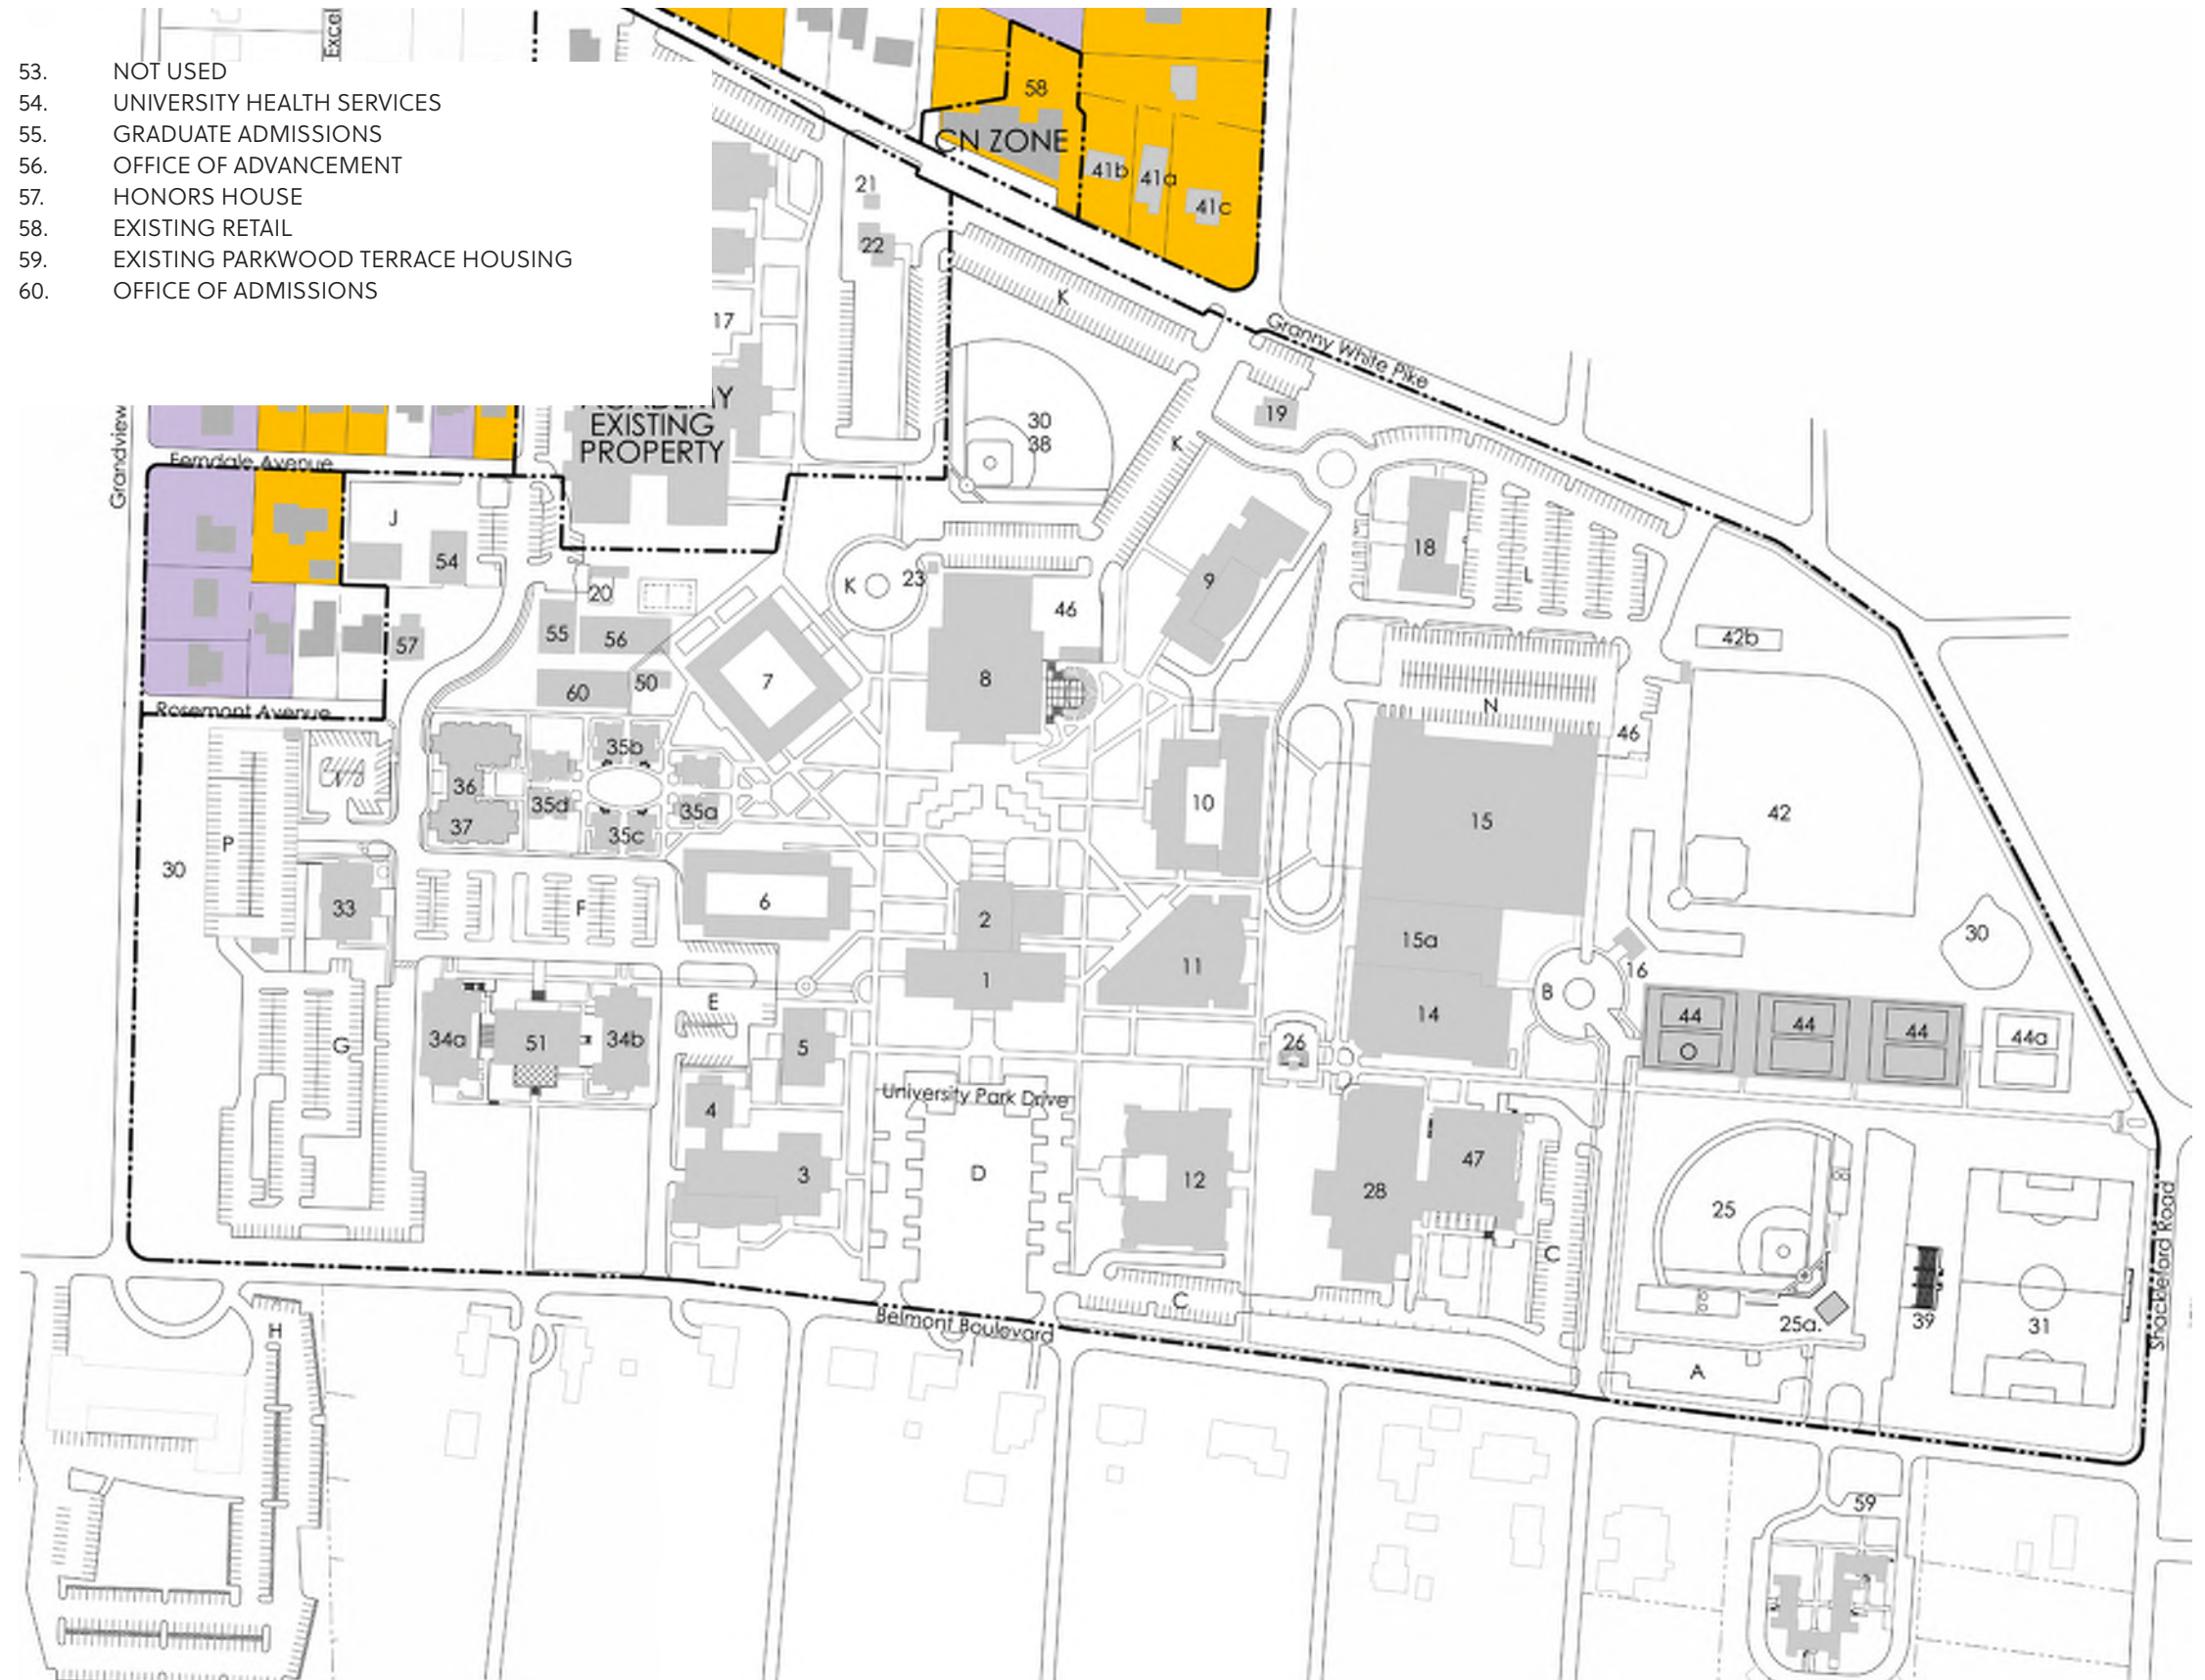 Excel
53. NOT USED
54. UNIVERSITY HEALTH SERVICES
55. GRADUATE ADMISSIONS
56. OFFICE OF ADVANCEMENT
57. HONORS HOUSE
58. EXISTING RETAIL
59. EXISTING PARKWOOD TERRACE HOUSING
60. OFFICE OF ADMISSIONS
58
CN ZONE
41b
41a
41c
21
22
K
17
Granny White Pike
EXISTING
PROPERTY
30
38
K
19
Grandview
Ferndale Avenue
J
54
20
55
56
57
60
50
7
K
23
8
46
9
18
L
42b
N
46
Rosemont Avenue
36
37
35b
35d
35a
35c
10
15
42
P
30
33
F
6
2
1
11
15a
14
16
B
30
44
O
44
44
44a
G
34a
51
34b
E
5
4
3
26
University Park Drive
D
12
28
47
C
C
25
25a.
39
31
A
Shackleford Road
Belmont Boulevard
H
59